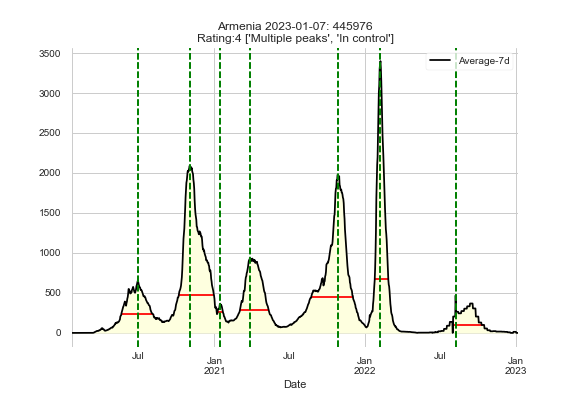 Armenia 2023-01-07: 445976
Rating:4 ['Multiple peaks', 'In control']
Average-7d
3500
3000
2500
2000
1500
1000
500
0
Jul
Jan
2021
Jul
Jan
2022
Jul
Jan
2023
Date